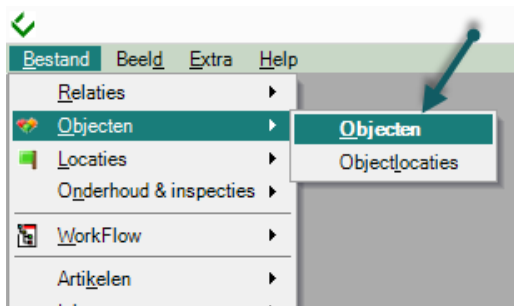 Bestand Beeld Extra Help
Relaties
Objecten
Objecten
Locaties
Objectlocaties
Onderhoud & inspecties
WorkFlow
Artikelen